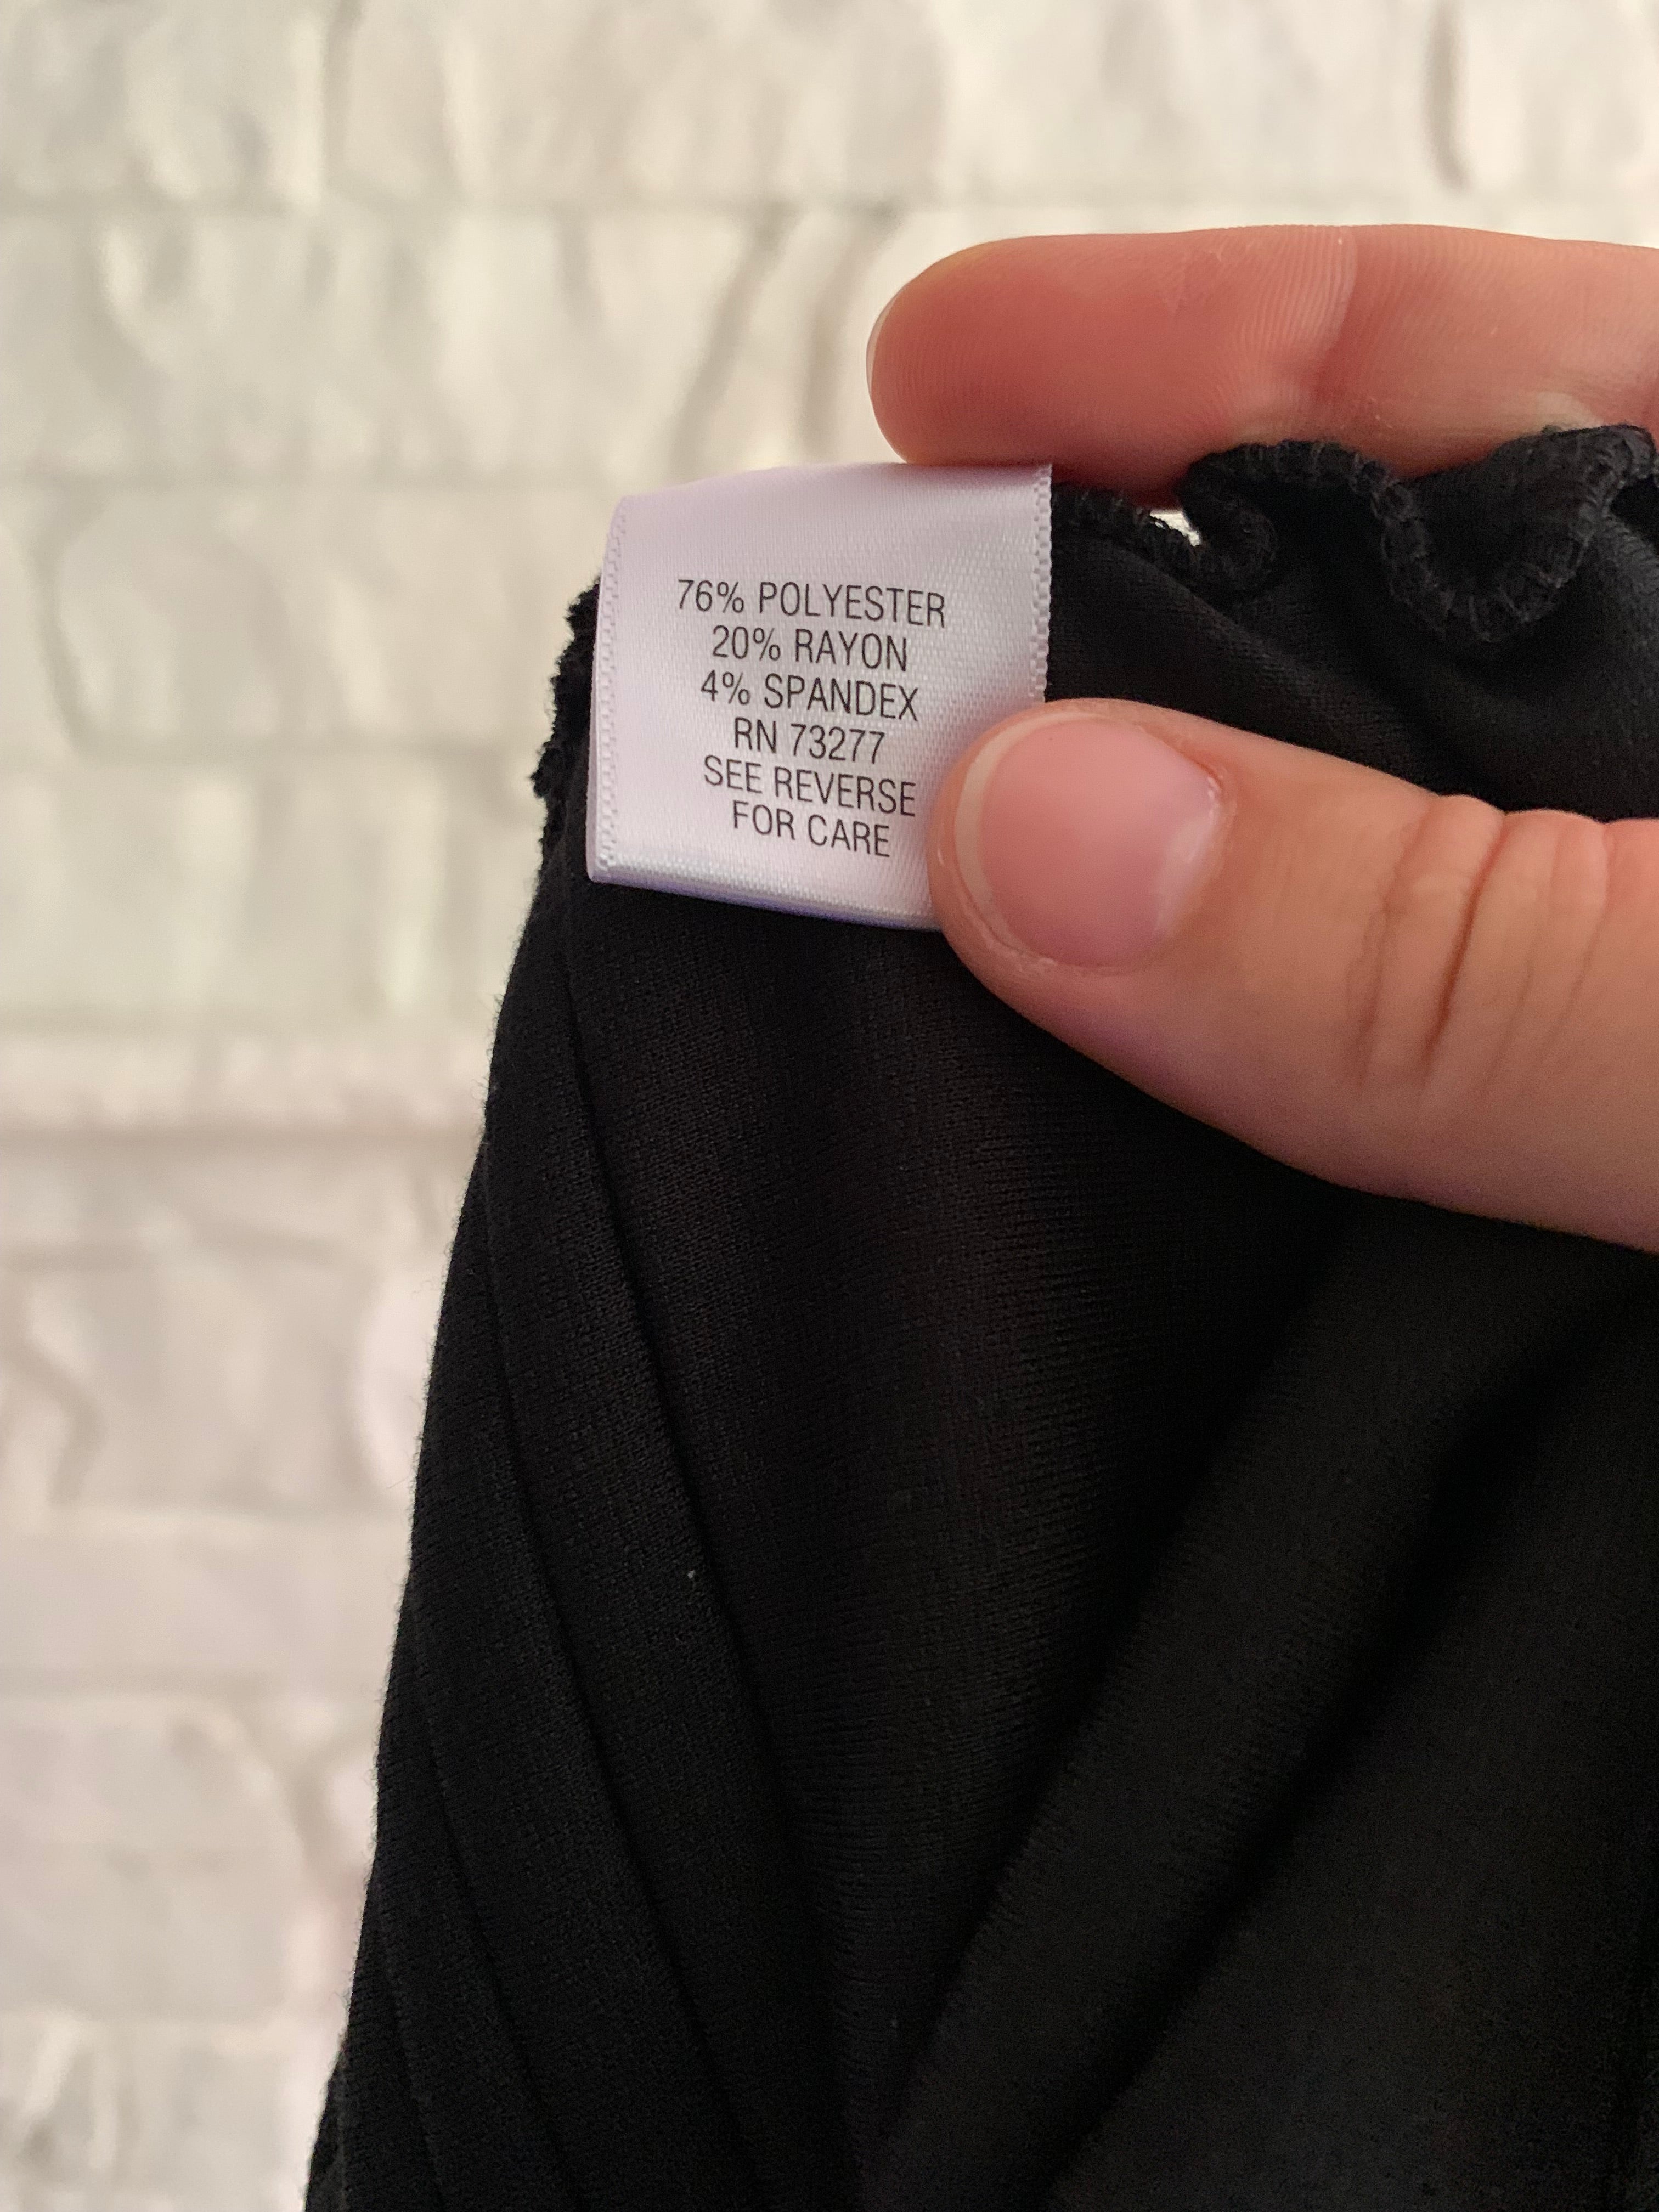 76% POLYESTER
20% RAYON
4% SPANDEX
RN 73277
SEE REVERSE
FOR CARE